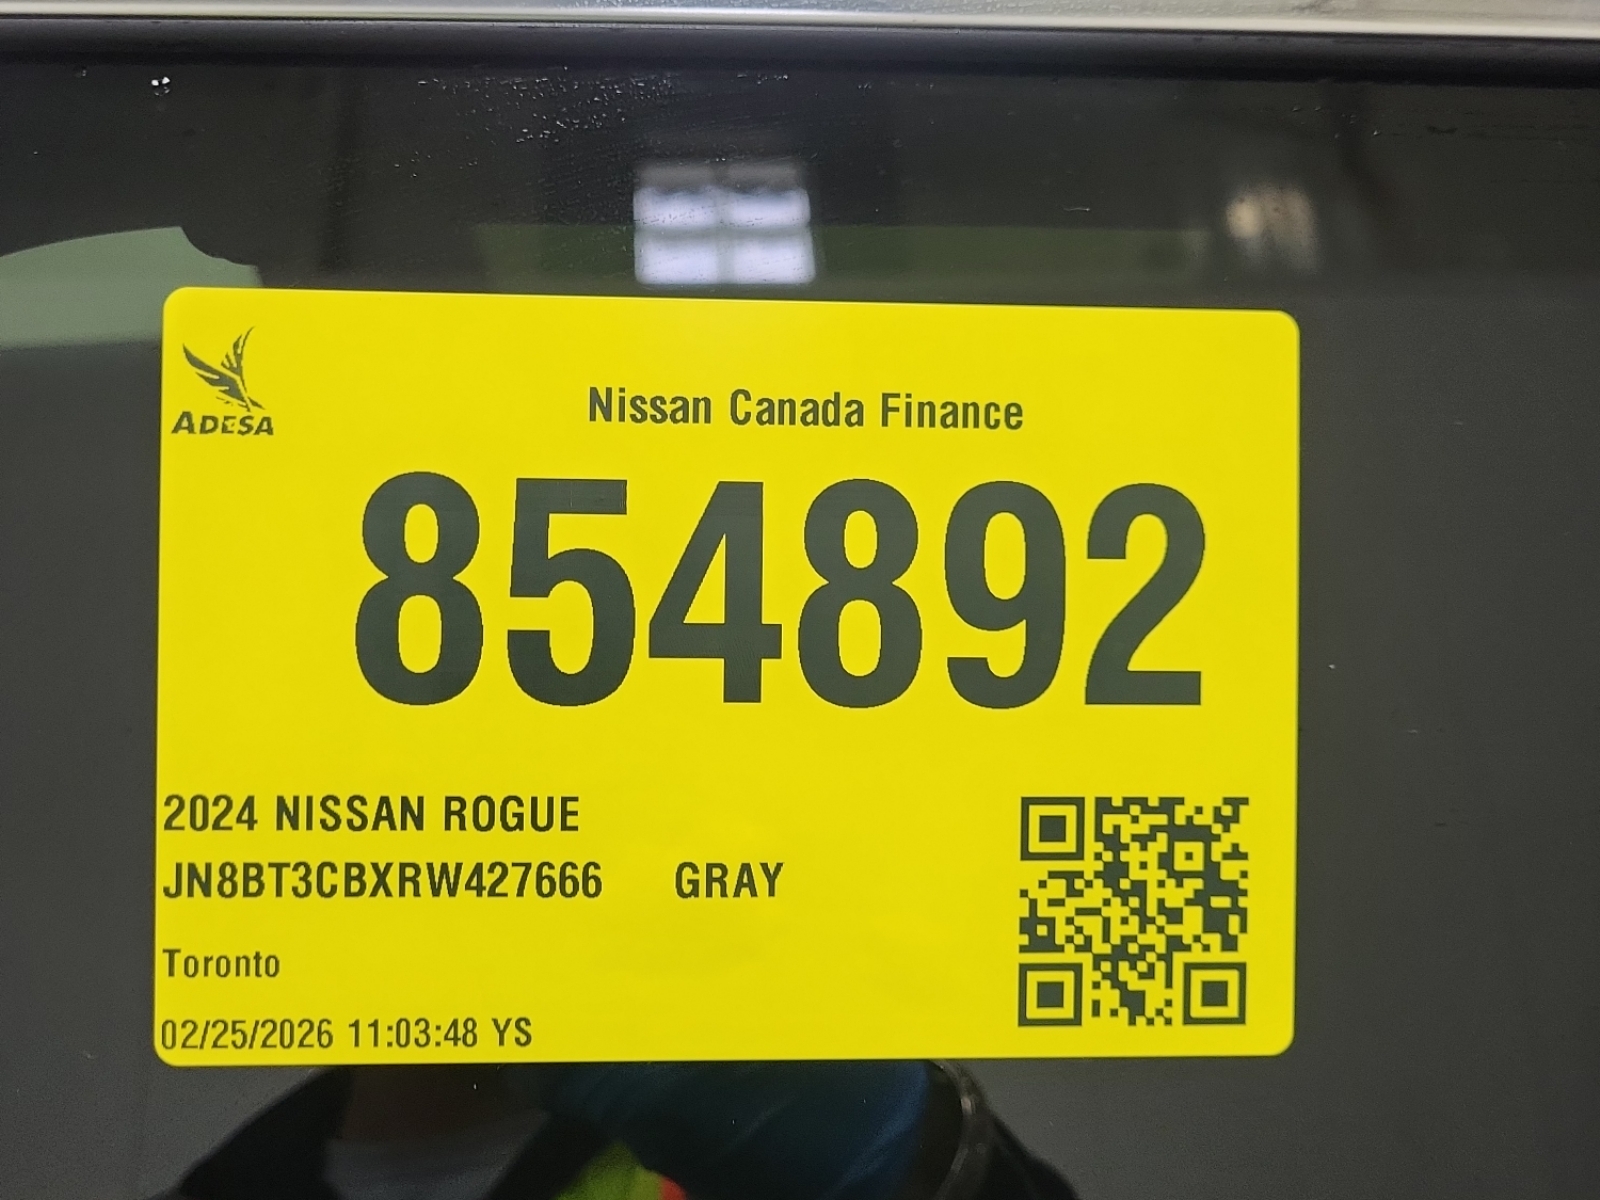 ADESA
Nissan Canada Finance
854892
2024 NISSAN ROGUE
JN8BT3CBXRW427666 GRAY
Toronto
02/25/2026 11:03:48 YS